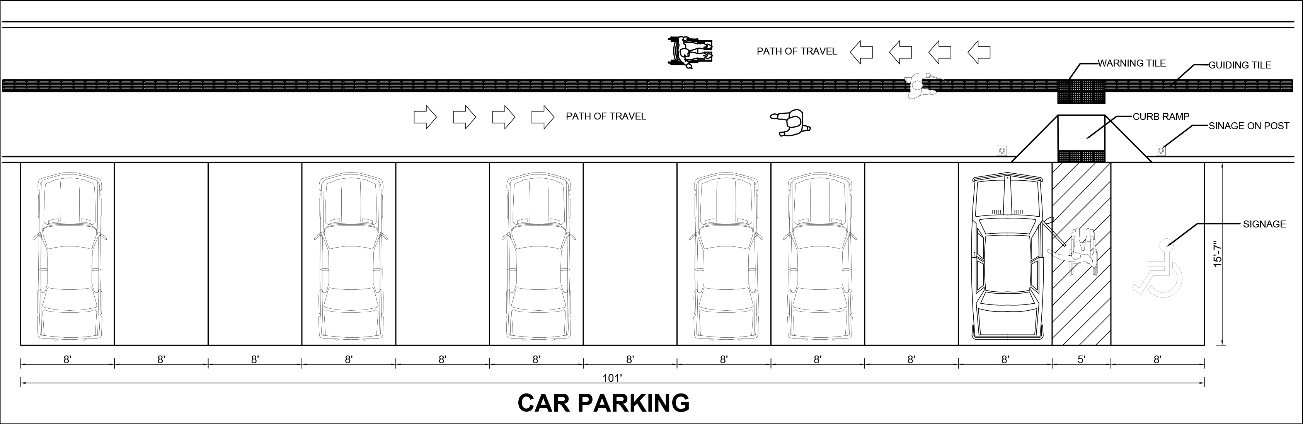 PATH OF TRAVEL
WARNING TILE
GUIDING TILE
PATH OF TRAVEL
CURB RAMP
SINAGE ON POST
SIGNAGE
15'-7"
8'
8'
8'
8'
8'
8'
8'
8'
8'
8'
8'
5'
8'
101'
CAR PARKING